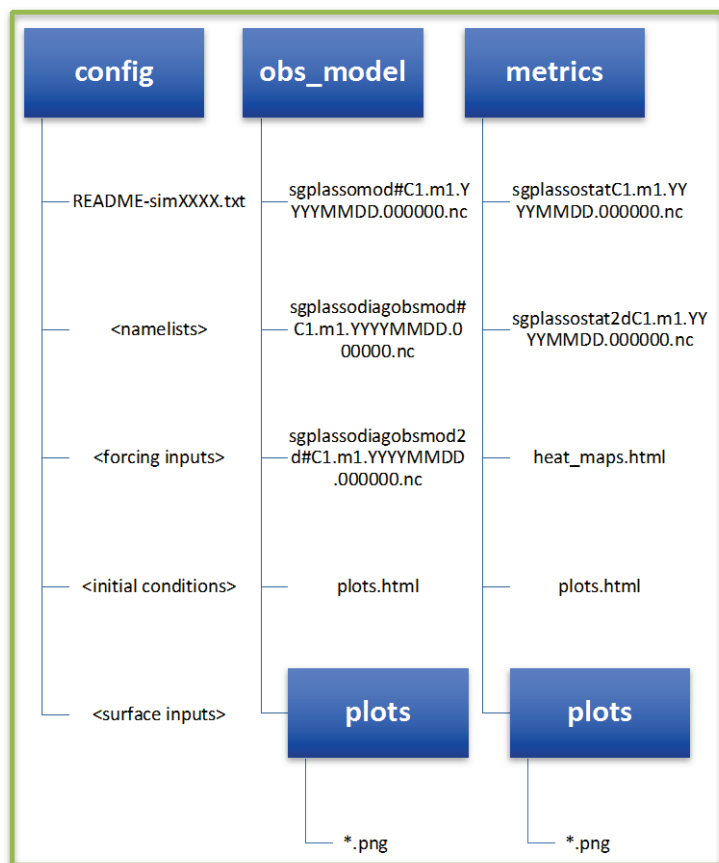 config
obs_model
metrics
README-simXXXX.txt
sgplassomod#C1.m1.Y
YYYMMDD.000000.nc
sgplassostatC1.m1.YY
YYMMDD.000000.nc
<namelists>
sgplassodiagobsmod#
C1.m1.YYYYMMDD.0
00000.nc
sgplassostat2dC1.m1.YY
YYMMDD.000000.nc
<forcing inputs>
sgplassodiagobsmod2
d#C1.m1.YYYYMMDD
.000000.nc
heat_maps.html
<initial conditions>
plots.html
plots.html
<surface inputs>
plots
plots
*.png
*.png